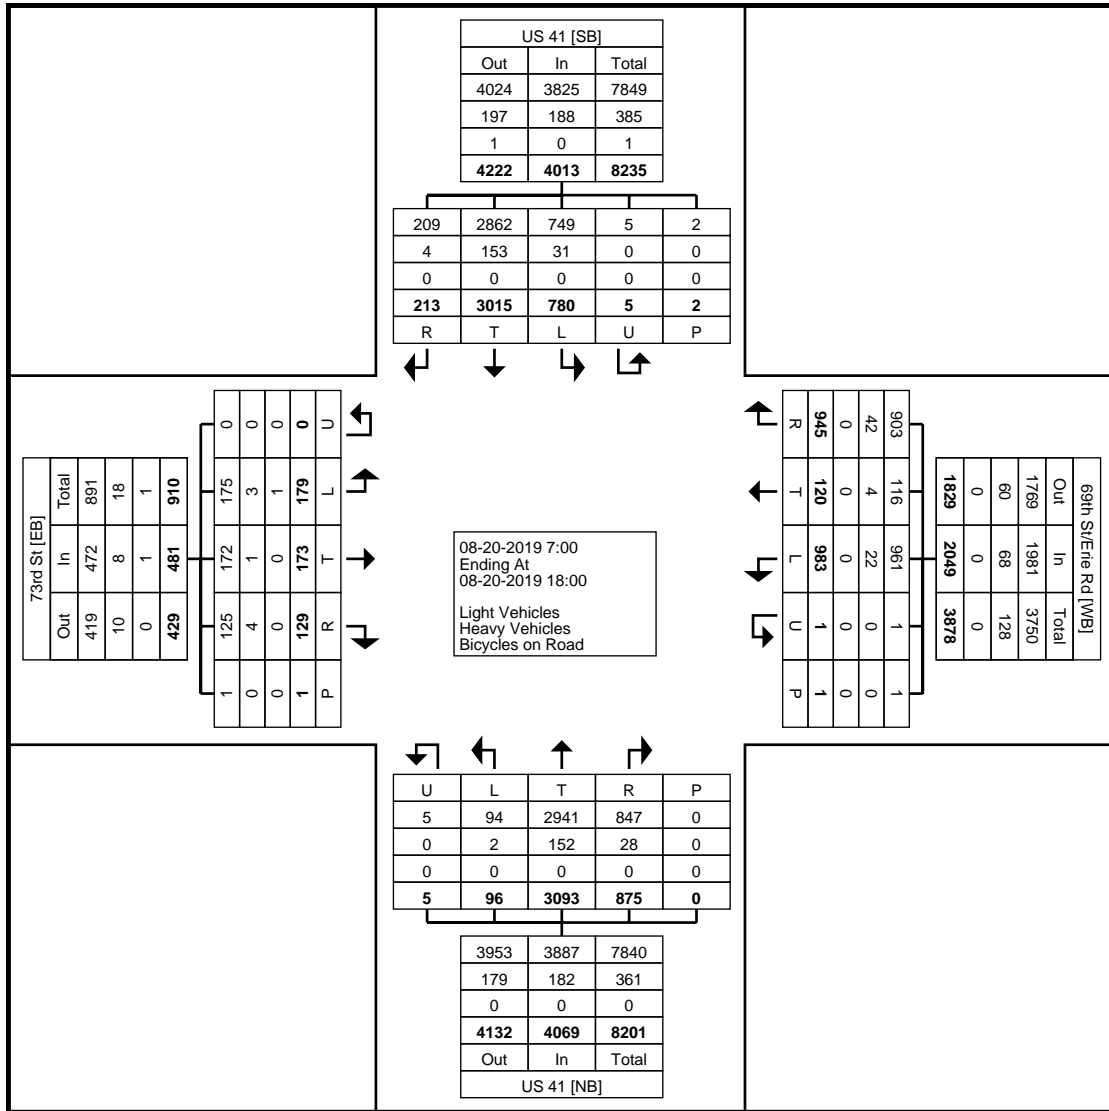 US 41 [SB]
Out In Total
4024 3825 7849
197 188 385
1 0 1
4222 4013 8235
209 2862 749 5 2
4 153 31 0 0
0 0 0 0 0
213 3015 780 5 2
R T L U P
73rd St [EB]
Total In Out
891 472 419
18 8 10
1 1 0
910 481 429
0 175 172 125 1
0 3 1 4 0
0 1 0 0 0
0 179 173 129 1
U L T R P
08-20-2019 7:00
Ending At
08-20-2019 18:00
Light Vehicles
Heavy Vehicles
Bicycles on Road
R T L U P
945 120 983 1 1
0 0 0 0 0
42 4 22 0 0
903 116 961 1 1
69th St/Erie Rd [WB]
Out In Total
1769 1981 3750
60 68 128
0 0 0
1829 2049 3878
U L T R P
5 94 2941 847 0
0 2 152 28 0
0 0 0 0 0
5 96 3093 875 0
3953 3887 7840
179 182 361
0 0 0
4132 4069 8201
Out In Total
US 41 [NB]